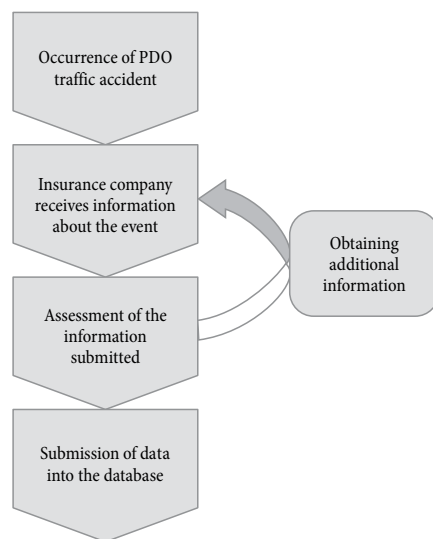 Occurrence of PDO
traffic accident
Insurance company
receives information
about the event
Obtaining
additional
information
Assessment of the
information
submitted
Submission of data
into the database